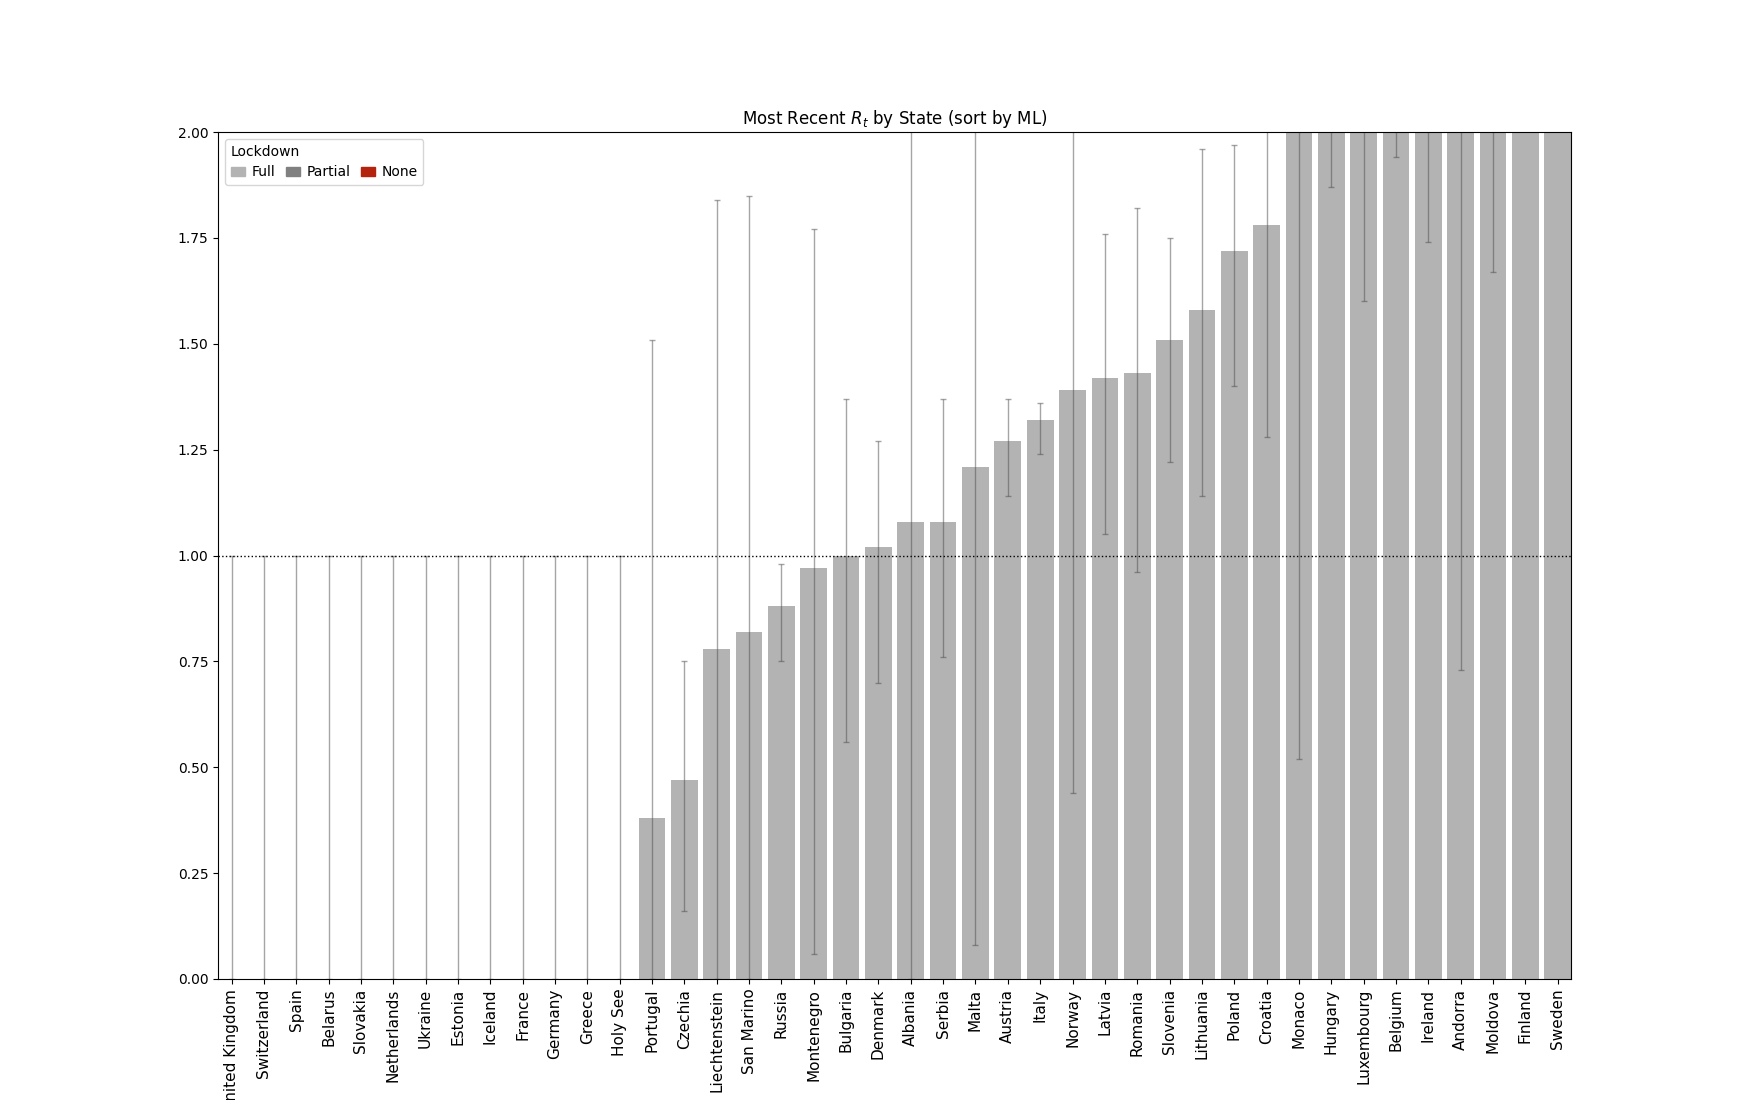 Most Recent Rt by State (sort by ML)
Lockdown
Full Partial None
2.00
1.75
1.50
1.25
1.00
0.75
0.50
0.25
0.00
nited Kingdom
Switzerland
Spain
Belarus
Slovakia
Netherlands
Ukraine
Estonia
Iceland
France
Germany
Greece
Holy See
Portugal
Czechia
Liechtenstein
San Marino
Russia
Montenegro
Bulgaria
Denmark
Albania
Serbia
Malta
Austria
Italy
Norway
Latvia
Romania
Slovenia
Lithuania
Poland
Croatia
Monaco
Hungary
Luxembourg
Belgium
Ireland
Andorra
Moldova
Finland
Sweden